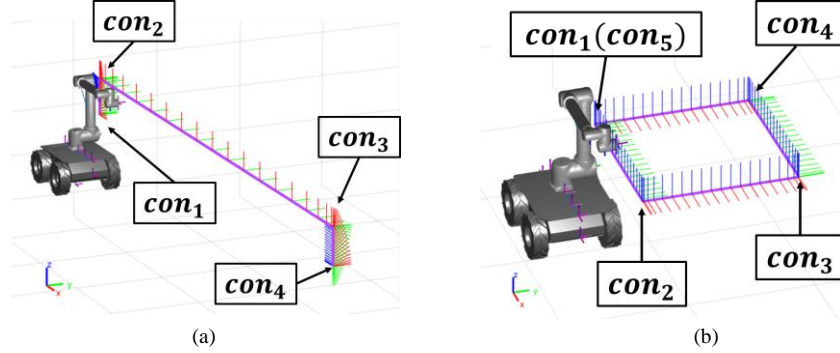 con₂
con₁
con₃
con₄
z
y
x
(a)
con₁(con₅)
con₄
con₂
con₃
z
y
x
(b)